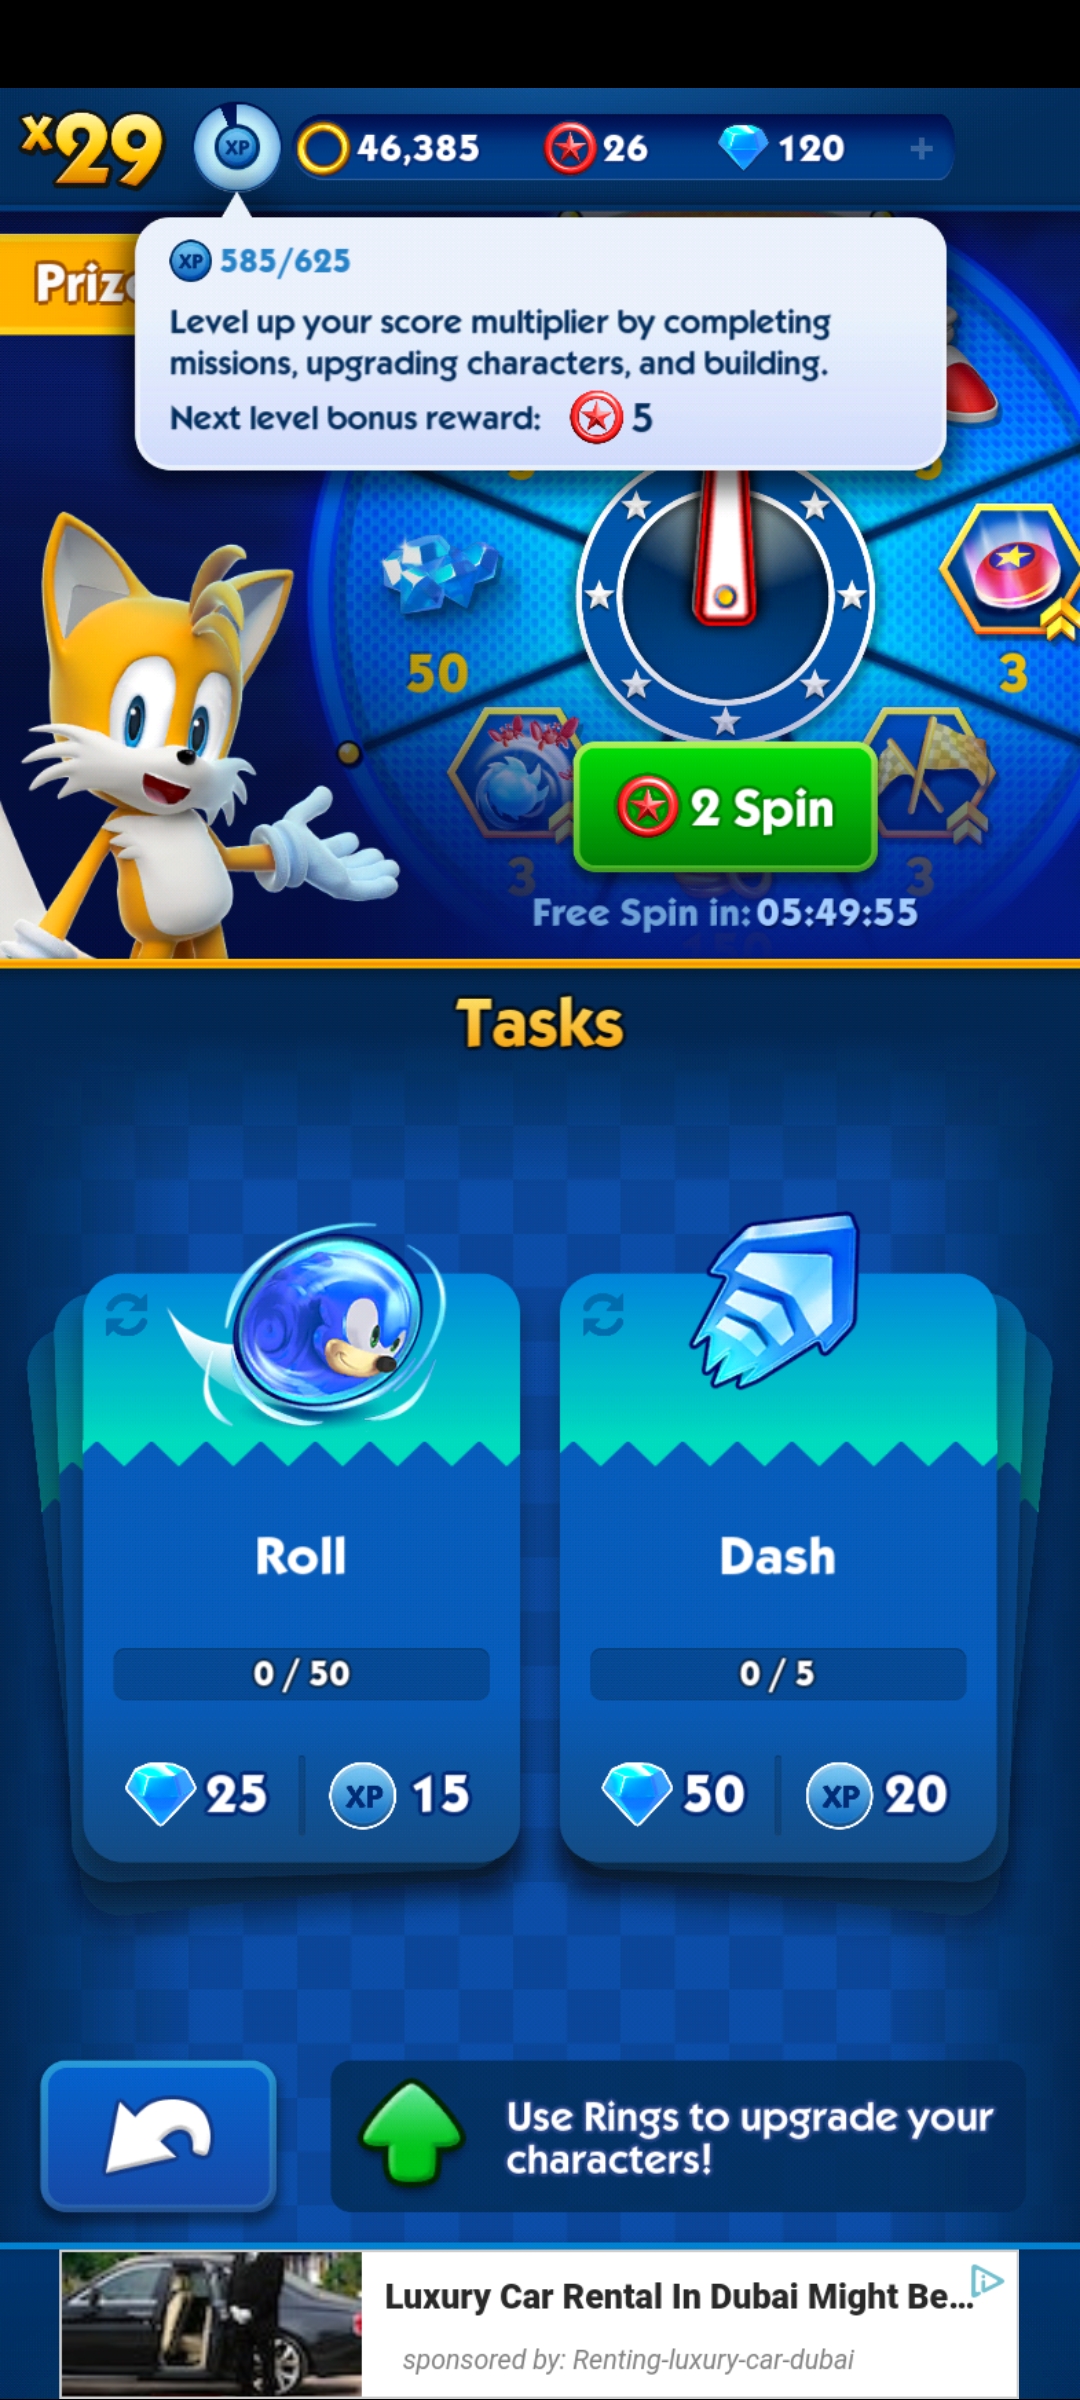 x29
XP
46,385
26
120
+
Priz
XP 585/625
Level up your score multiplier by completing
missions, upgrading characters, and building.
Next level bonus reward: 5
50
3
2 Spin
3
3
Free Spin in: 05:49:55
Tasks
Roll
0 / 50
25
XP 15
Dash
0 / 5
50
XP 20
Use Rings to upgrade your
characters!
Luxury Car Rental In Dubai Might Be...
sponsored by: Renting-luxury-car-dubai